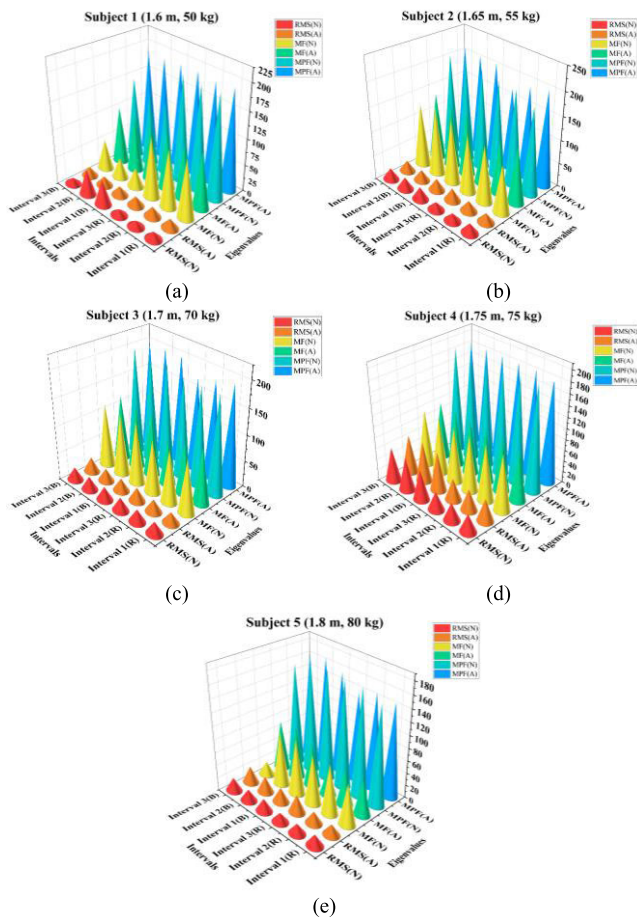 Subject 1 (1.6 m, 50 kg)
RMS(N)
RMS(A)
MF(N)
MF(A)
MPF(N)
MPF(A)
225
200
175
150
125
100
75
50
25
0
Interval 3(B)
Interval 2(B)
Interval 1(B)
Interval 3(R)
Interval 2(R)
Interval 1(R)
Intervals
RMS(N)
RMS(A)
MF(N)
MF(A)
MPF(N)
MPF(A)
Eigenvalues
(a)
Subject 2 (1.65 m, 55 kg)
RMS(N)
RMS(A)
MF(N)
MF(A)
MPF(N)
MPF(A)
250
200
150
100
50
0
Interval 3(B)
Interval 2(B)
Interval 1(B)
Interval 3(R)
Interval 2(R)
Interval 1(R)
Intervals
RMS(N)
RMS(A)
MF(N)
MF(A)
MPF(N)
MPF(A)
Eigenvalues
(b)
Subject 3 (1.7 m, 70 kg)
RMS(N)
RMS(A)
MF(N)
MF(A)
MPF(N)
MPF(A)
200
150
100
50
Interval 3(B)
Interval 2(B)
Interval 1(B)
Interval 3(R)
Interval 2(R)
Interval 1(R)
Intervals
RMS(N)
RMS(A)
MF(N)
MF(A)
MPF(N)
MPF(A)
Eigenvalues
(c)
Subject 4 (1.75 m, 75 kg)
RMS(N)
RMS(A)
MF(N)
MF(A)
MPF(N)
MPF(A)
200
180
160
140
120
100
80
60
40
20
0
Interval 3(B)
Interval 2(B)
Interval 1(B)
Interval 3(R)
Interval 2(R)
Interval 1(R)
Intervals
RMS(N)
RMS(A)
MF(N)
MF(A)
MPF(N)
MPF(A)
Eigenvalues
(d)
Subject 5 (1.8 m, 80 kg)
RMS(N)
RMS(A)
MF(N)
MF(A)
MPF(N)
MPF(A)
180
160
140
120
100
80
60
40
20
0
Interval 3(B)
Interval 2(B)
Interval 1(B)
Interval 3(R)
Interval 2(R)
Interval 1(R)
Intervals
RMS(N)
RMS(A)
MF(N)
MF(A)
MPF(N)
MPF(A)
Eigenvalues
(e)